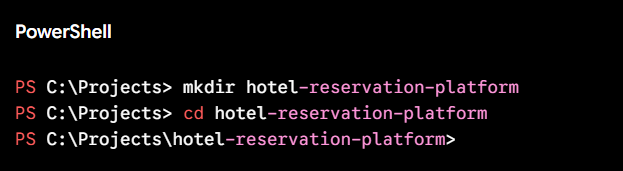 PowerShell
PS C:\Projects> mkdir hotel-reservation-platform
PS C:\Projects> cd hotel-reservation-platform
PS C:\Projects\hotel-reservation-platform>